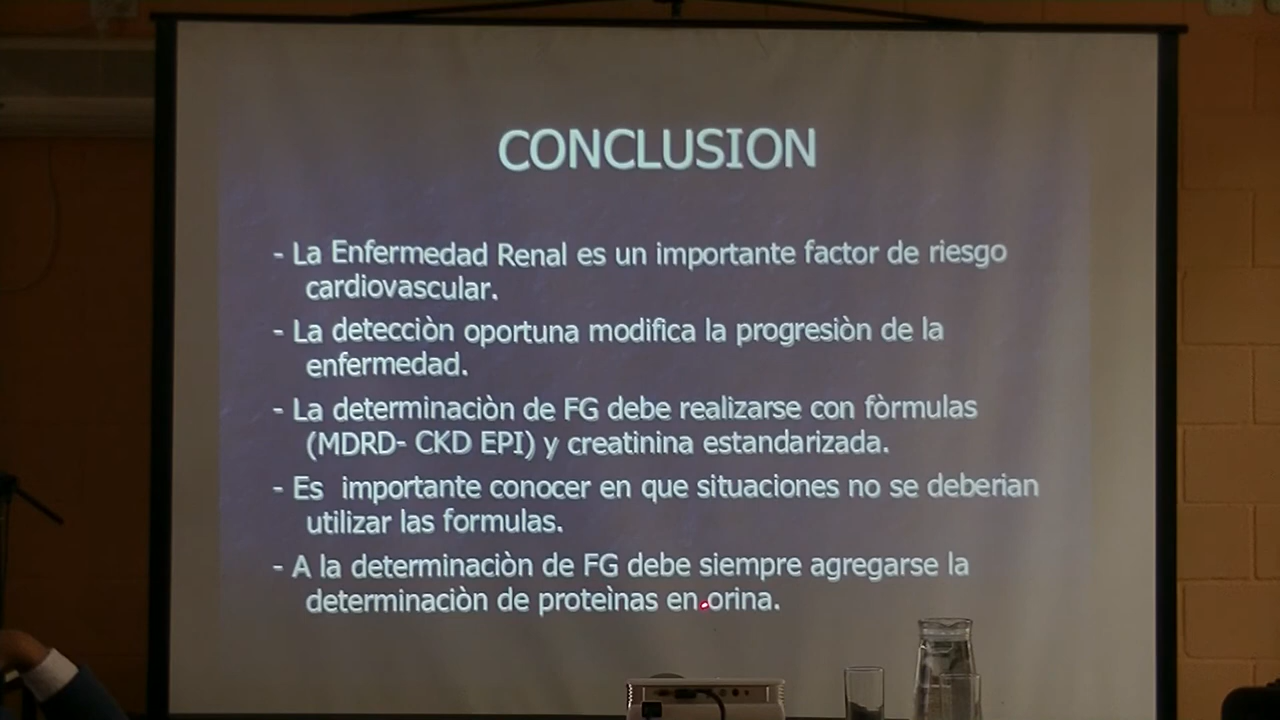 CONCLUSION
- La Enfermedad Renal es un importante factor de riesgo
cardiovascular.
- La detecciòn oportuna modifica la progresiòn de la
enfermedad.
- La determinaciòn de FG debe realizarse con fòrmulas
(MDRD- CKD EPI) y creatinina estandarizada.
- Es  importante conocer en que situaciones no se deberian
utilizar las formulas.
- A la determinaciòn de FG debe siempre agregarse la
determinaciòn de proteìnas en orina.